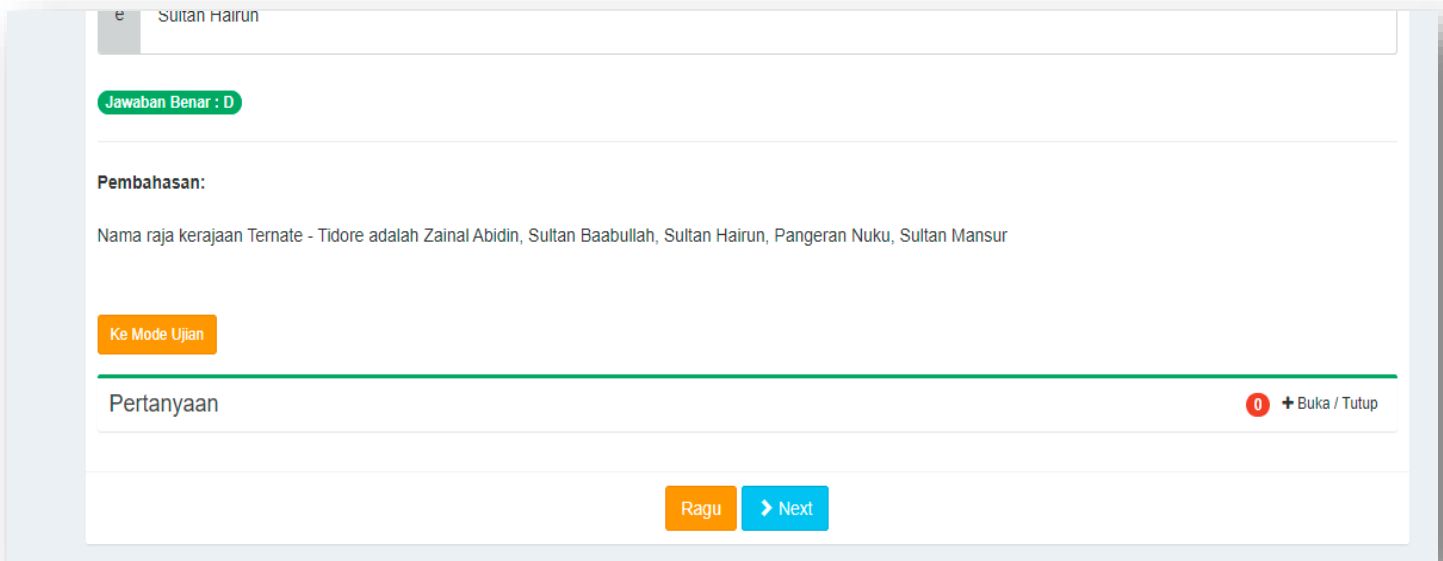 e Sultan Hairun
Jawaban Benar : D
Pembahasan:
Nama raja kerajaan Ternate - Tidore adalah Zainal Abidin, Sultan Baabullah, Sultan Hairun, Pangeran Nuku, Sultan Mansur
Ke Mode Ujian
Pertanyaan 0 + Buka / Tutup
Ragu Next